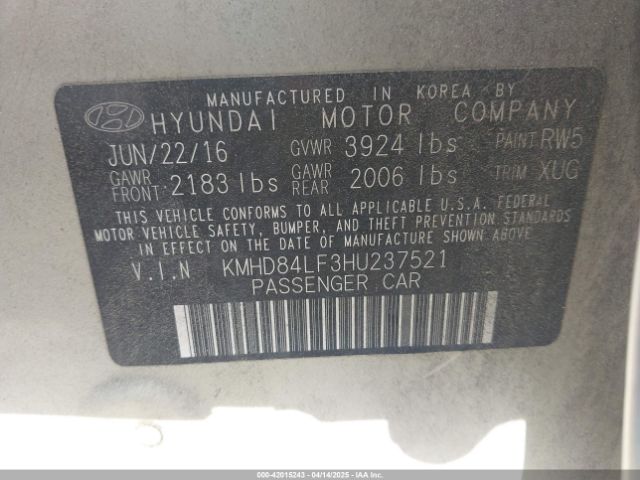 MANUFACTURED IN KOREA BY
HYUNDAI MOTOR COMPANY
JUN/22/16 GVWR 3924 lbs PAINT RW5
GAWR FRONT 2183 lbs GAWR REAR 2006 lbs TRIM XUG
THIS VEHICLE CONFORMS TO ALL APPLICABLE U.S.A. FEDERAL
MOTOR VEHICLE SAFETY, BUMPER, AND THEFT PREVENTION STANDARDS
IN EFFECT ON THE DATE OF MANUFACTURE SHOWN ABOVE.
V.I.N KMHD84LF3HU237521
PASSENGER CAR
000-42015243 - 04/14/2025 - IAAI.COM